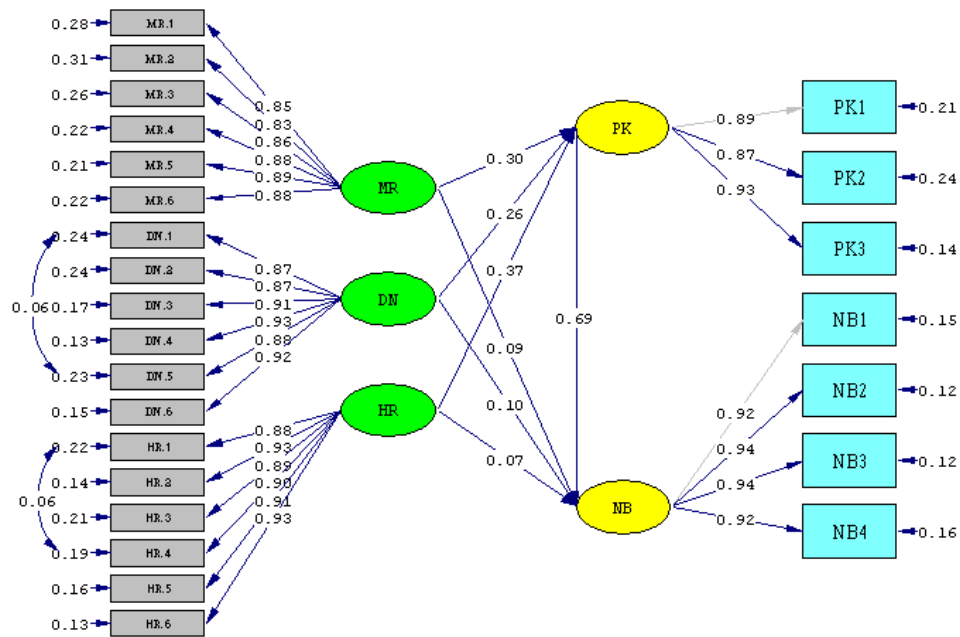 0.28 MR.1
0.31 MR.2
0.26 MR.3
0.22 MR.4
0.21 MR.5
0.22 MR.6
0.24 DN.1
0.24 DN.2
0.17 DN.3
0.13 DN.4
0.23 DN.5
0.15 DN.6
0.22 HR.1
0.14 HR.2
0.21 HR.3
0.19 HR.4
0.16 HR.5
0.13 HR.6
0.06
0.06
0.85
0.83
0.86
0.88
0.89
0.88
0.87
0.87
0.91
0.93
0.88
0.92
0.88
0.93
0.89
0.90
0.91
0.93
MR
DN
HR
0.30
0.26
0.37
0.09
0.10
0.07
0.69
PK
NB
0.89
0.87
0.93
0.92
0.94
0.94
0.92
PK1 0.21
PK2 0.24
PK3 0.14
NB1 0.15
NB2 0.12
NB3 0.12
NB4 0.16